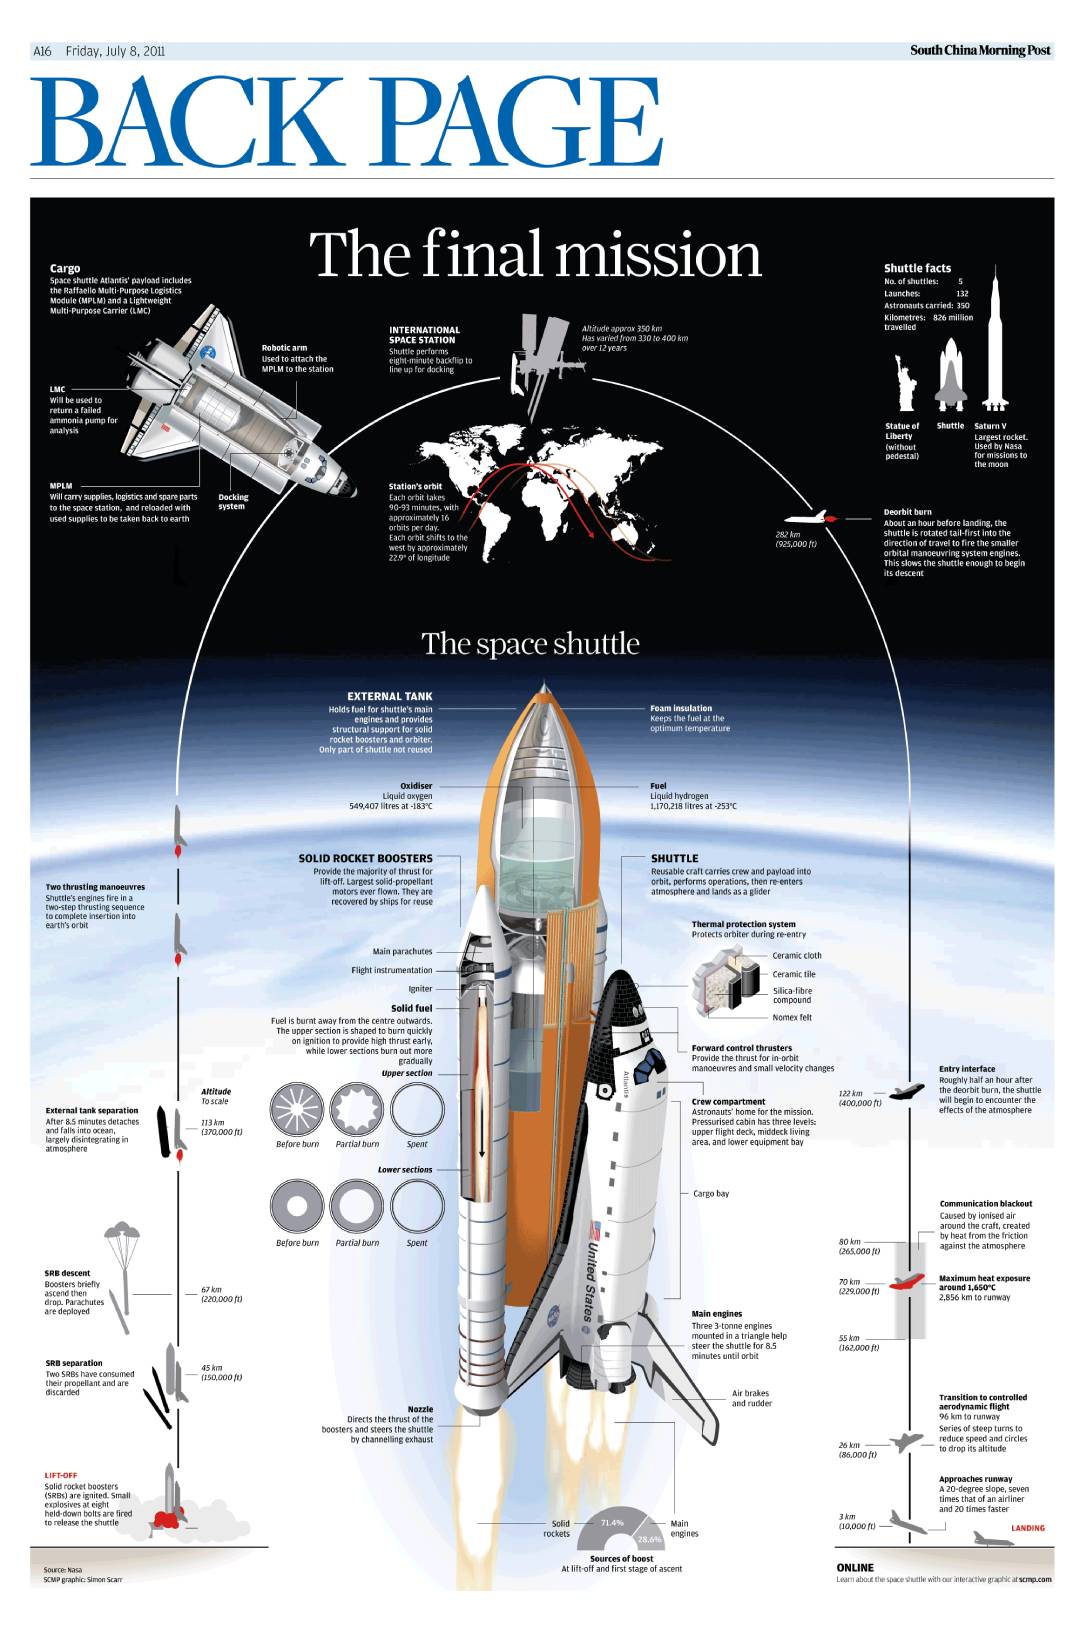 A16 Friday, July 8, 2011
South China Morning Post
BACK PAGE
The final mission
Cargo
Space shuttle Atlantis' payload includes
the Raffaello Multi-Purpose Logistics
Module (MPLM) and a Lightweight
Multi-Purpose Carrier (LMC)
Robotic arm
Used to attach the
MPLM to the station
LMC
Will be used to
return a failed
ammonia pump for
analysis
MPLM
Will carry supplies, logistics and spare parts
to the space station, and reloaded with
used supplies to be taken back to earth
Docking
system
INTERNATIONAL
SPACE STATION
Shuttle performs
eight-minute backflip to
line up for docking
Altitude approx 350 km
Has varied from 330 to 400 km
over 12 years
Station's orbit
Each orbit takes
90-93 minutes, with
approximately 16
orbits per day.
Each orbit shifts to the
west by approximately
22.9° of longitude
Shuttle facts
No. of shuttles: 5
Launches: 132
Astronauts carried: 350
Kilometres: 826 million
travelled
Statue of
Liberty
(without
pedestal)
Shuttle
Saturn V
Largest rocket.
Used by Nasa
for missions to
the moon
282 km
(925,000 ft)
Deorbit burn
About an hour before landing, the
shuttle is rotated tail-first into the
direction of travel to fire the smaller
orbital manoeuvring system engines.
This slows the shuttle enough to begin
its descent
The space shuttle
EXTERNAL TANK
Holds fuel for shuttle's main
engines and provides
structural support for solid
rocket boosters and orbiter.
Only part of shuttle not reused
Foam insulation
Keeps the fuel at the
optimum temperature
Oxidiser
Liquid oxygen
549,407 litres at -183°C
Fuel
Liquid hydrogen
1,170,218 litres at -253°C
SOLID ROCKET BOOSTERS
Provide the majority of thrust for
lift-off. Largest solid-propellant
motors ever flown. They are
recovered by ships for reuse
SHUTTLE
Reusable craft carries crew and payload into
orbit, performs operations, then re-enters
atmosphere and lands as a glider
Two thrusting manoeuvres
Shuttle's engines fire in a
two-step thrusting sequence
to complete insertion into
earth's orbit
Thermal protection system
Protects orbiter during re-entry
Ceramic cloth
Ceramic tile
Silica-fibre
compound
Nomex felt
Main parachutes
Flight instrumentation
Igniter
Solid fuel
Fuel is burnt away from the centre outwards.
The upper section is shaped to burn quickly
on ignition to provide high thrust early,
while lower sections burn out more
gradually
Upper section
Before burn
Partial burn
Spent
Lower sections
Before burn
Partial burn
Spent
Forward control thrusters
Provide the thrust for in-orbit
manoeuvres and small velocity changes
Crew compartment
Astronauts' home for the mission.
Pressurised cabin has three levels:
upper flight deck, middeck living
area, and lower equipment bay
Atlantis
United States
Cargo bay
Main engines
Three 3-tonne engines
mounted in a triangle help
steer the shuttle for 8.5
minutes until orbit
Air brakes
and rudder
Nozzle
Directs the thrust of the
boosters and steers the shuttle
by channelling exhaust
Altitude
To scale
External tank separation
After 8.5 minutes detaches
and falls into ocean,
largely disintegrating in
atmosphere
113 km
(370,000 ft)
SRB descent
Boosters briefly
ascend then
drop. Parachutes
are deployed
67 km
(220,000 ft)
SRB separation
Two SRBs have consumed
their propellant and are
discarded
45 km
(150,000 ft)
LIFT-OFF
Solid rocket boosters
(SRBs) are ignited. Small
explosives at eight
held-down bolts are fired
to release the shuttle
Entry interface
Roughly half an hour after
the deorbit burn, the shuttle
will begin to encounter the
effects of the atmosphere
122 km
(400,000 ft)
Communication blackout
Caused by ionised air
around the craft, created
by heat from the friction
against the atmosphere
80 km
(265,000 ft)
70 km
(229,000 ft)
Maximum heat exposure
around 1,650°C
2,856 km to runway
55 km
(162,000 ft)
Transition to controlled
aerodynamic flight
96 km to runway
Series of steep turns to
reduce speed and circles
to drop its altitude
26 km
(86,000 ft)
Approaches runway
A 20-degree slope, seven
times that of an airliner
and 20 times faster
3 km
(10,000 ft)
LANDING
Solid
rockets
71.4%
28.6%
Main
engines
Sources of boost
At lift-off and first stage of ascent
Source: Nasa
SCMP graphic: Simon Scarr
ONLINE
Learn about the space shuttle with our interactive graphic at scmp.com